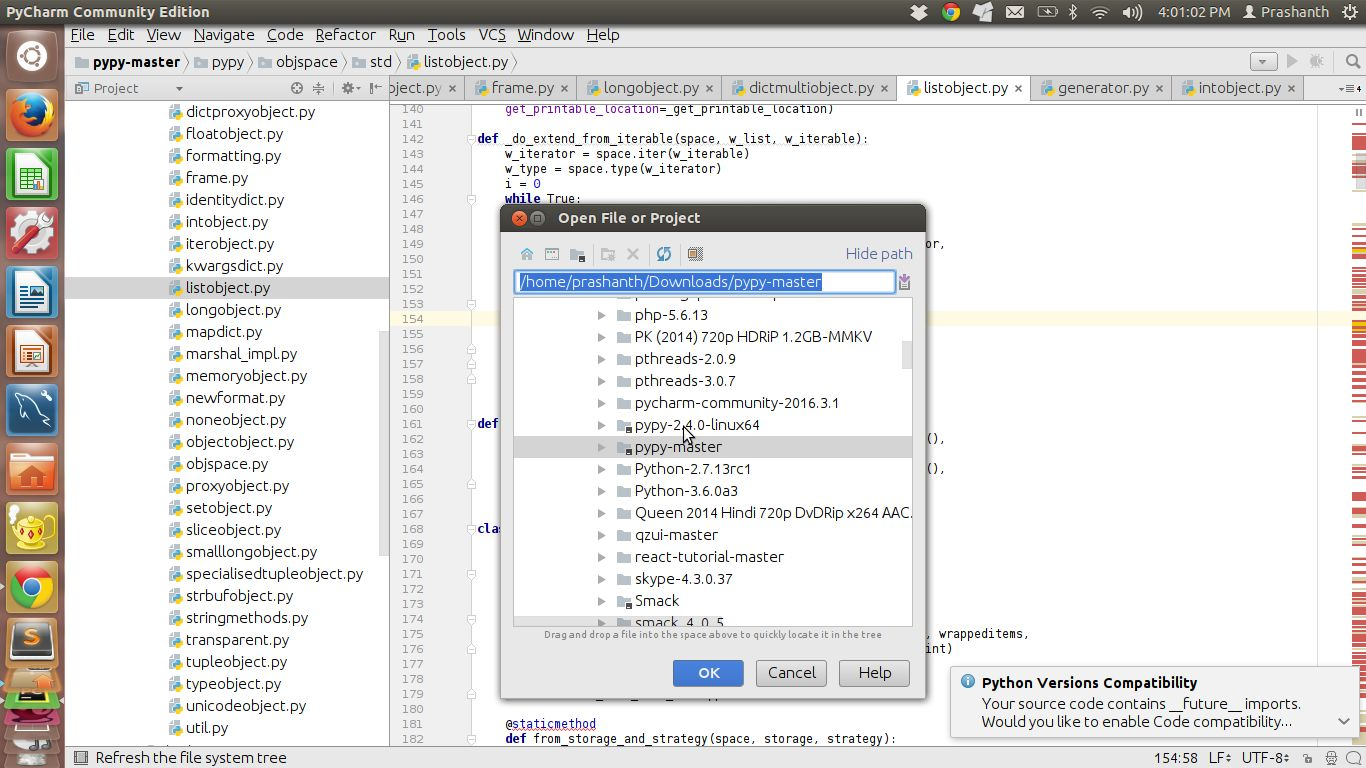 PyCharm Community Edition
4:01:02 PM Prashanth
File Edit View Navigate Code Refactor Run Tools VCS Window Help
pypy-master pypy objspace std listobject.py
Project
bject.py frame.py longobject.py dictmultiobject.py listobject.py generator.py intobject.py
dictproxyobject.py
floatobject.py
formatting.py
frame.py
identitydict.py
intobject.py
iterobject.py
kwargsdict.py
listobject.py
longobject.py
mapdict.py
marshal_impl.py
memoryobject.py
newformat.py
noneobject.py
objectobject.py
objspace.py
proxyobject.py
setobject.py
sliceobject.py
smalllongobject.py
specialisedtupleobject.py
strbufobject.py
stringmethods.py
transparent.py
tupleobject.py
typeobject.py
unicodeobject.py
util.py
140 get_printable_location=_get_printable_location)
141
142 def _do_extend_from_iterable(space, w_list, w_iterable):
143 w_iterator = space.iter(w_iterable)
144 w_type = space.type(w_iterator)
145 i = 0
146 while True:
147
148
149 or,
150
151
152
153
154
155
156
157
158
159
160
161 def
162 (),
163
164 (),
165
166
167
168 clas
169
170
171
172
173
174
175 , wrappeditems,
176 int)
177
178
179
180
181 @staticmethod
182 def from_storage_and_strategy(space, storage, strategy):
Open File or Project
Hide path
/home/prashanth/Downloads/pypy-master
php-5.6.13
PK (2014) 720p HDRiP 1.2GB-MMKV
pthreads-2.0.9
pthreads-3.0.7
pycharm-community-2016.3.1
pypy-2.4.0-linux64
pypy-master
Python-2.7.13rc1
Python-3.6.0a3
Queen 2014 Hindi 720p DvDRip x264 AAC.
qzui-master
react-tutorial-master
skype-4.3.0.37
Smack
smack_4_0_5
Drag and drop a file into the space above to quickly locate it in the tree
OK Cancel Help
Python Versions Compatibility
Your source code contains __future__ imports.
Would you like to enable Code compatibility...
Refresh the file system tree
154:58 LF UTF-8